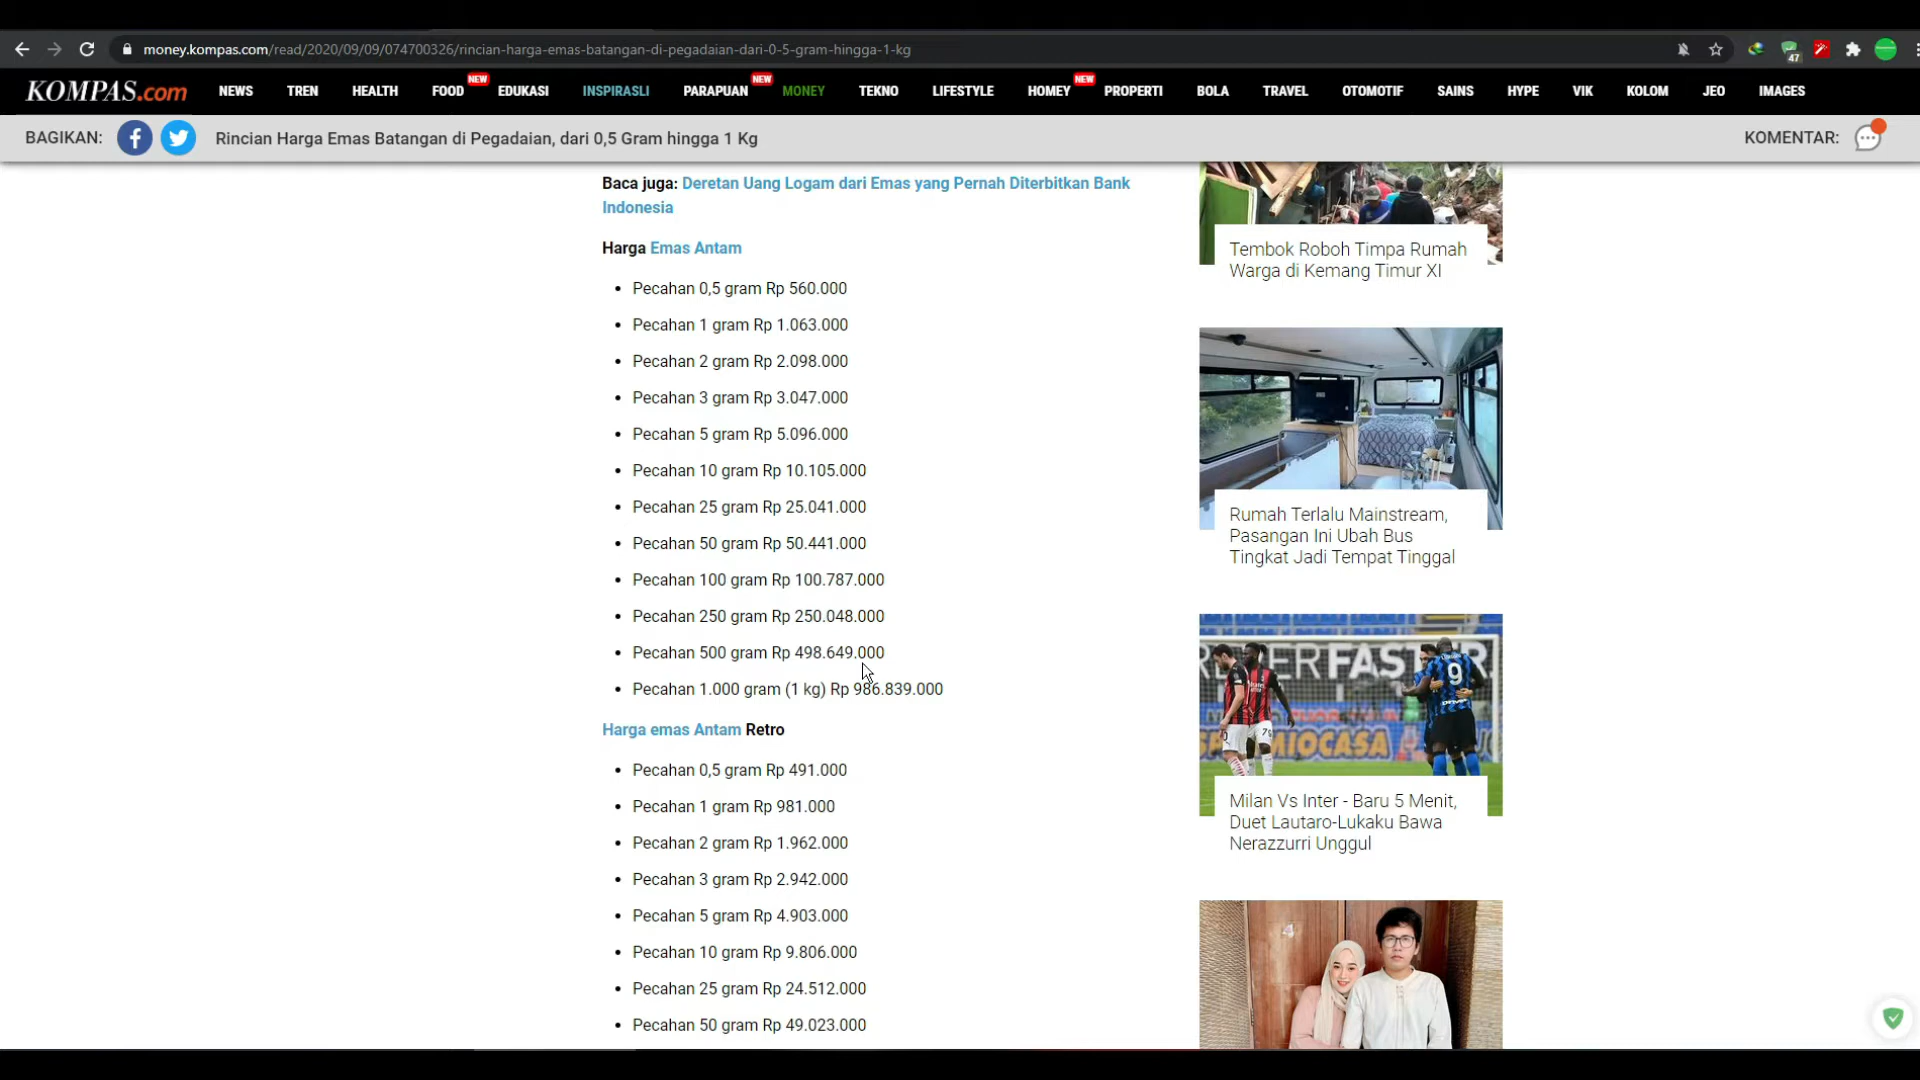 money.kompas.com/read/2020/09/09/074700326/rincian-harga-emas-batangan-di-pegadaian-dari-0-5-gram-hingga-1-kg
47
KOMPAS.com
NEWS
TREN
HEALTH
FOOD
NEW
EDUKASI
INSPIRASLI
PARAPUAN
NEW
MONEY
TEKNO
LIFESTYLE
HOMEY
NEW
PROPERTI
BOLA
TRAVEL
OTOMOTIF
SAINS
HYPE
VIK
KOLOM
JEO
IMAGES
BAGIKAN:
Rincian Harga Emas Batangan di Pegadaian, dari 0,5 Gram hingga 1 Kg
KOMENTAR:
Baca juga: Deretan Uang Logam dari Emas yang Pernah Diterbitkan Bank
Indonesia
Harga Emas Antam
Pecahan 0,5 gram Rp 560.000
Pecahan 1 gram Rp 1.063.000
Pecahan 2 gram Rp 2.098.000
Pecahan 3 gram Rp 3.047.000
Pecahan 5 gram Rp 5.096.000
Pecahan 10 gram Rp 10.105.000
Pecahan 25 gram Rp 25.041.000
Pecahan 50 gram Rp 50.441.000
Pecahan 100 gram Rp 100.787.000
Pecahan 250 gram Rp 250.048.000
Pecahan 500 gram Rp 498.649.000
Pecahan 1.000 gram (1 kg) Rp 986.839.000
Harga emas Antam Retro
Pecahan 0,5 gram Rp 491.000
Pecahan 1 gram Rp 981.000
Pecahan 2 gram Rp 1.962.000
Pecahan 3 gram Rp 2.942.000
Pecahan 5 gram Rp 4.903.000
Pecahan 10 gram Rp 9.806.000
Pecahan 25 gram Rp 24.512.000
Pecahan 50 gram Rp 49.023.000
Tembok Roboh Timpa Rumah
Warga di Kemang Timur XI
Rumah Terlalu Mainstream,
Pasangan Ini Ubah Bus
Tingkat Jadi Tempat Tinggal
9
Milan Vs Inter - Baru 5 Menit,
Duet Lautaro-Lukaku Bawa
Nerazzurri Unggul